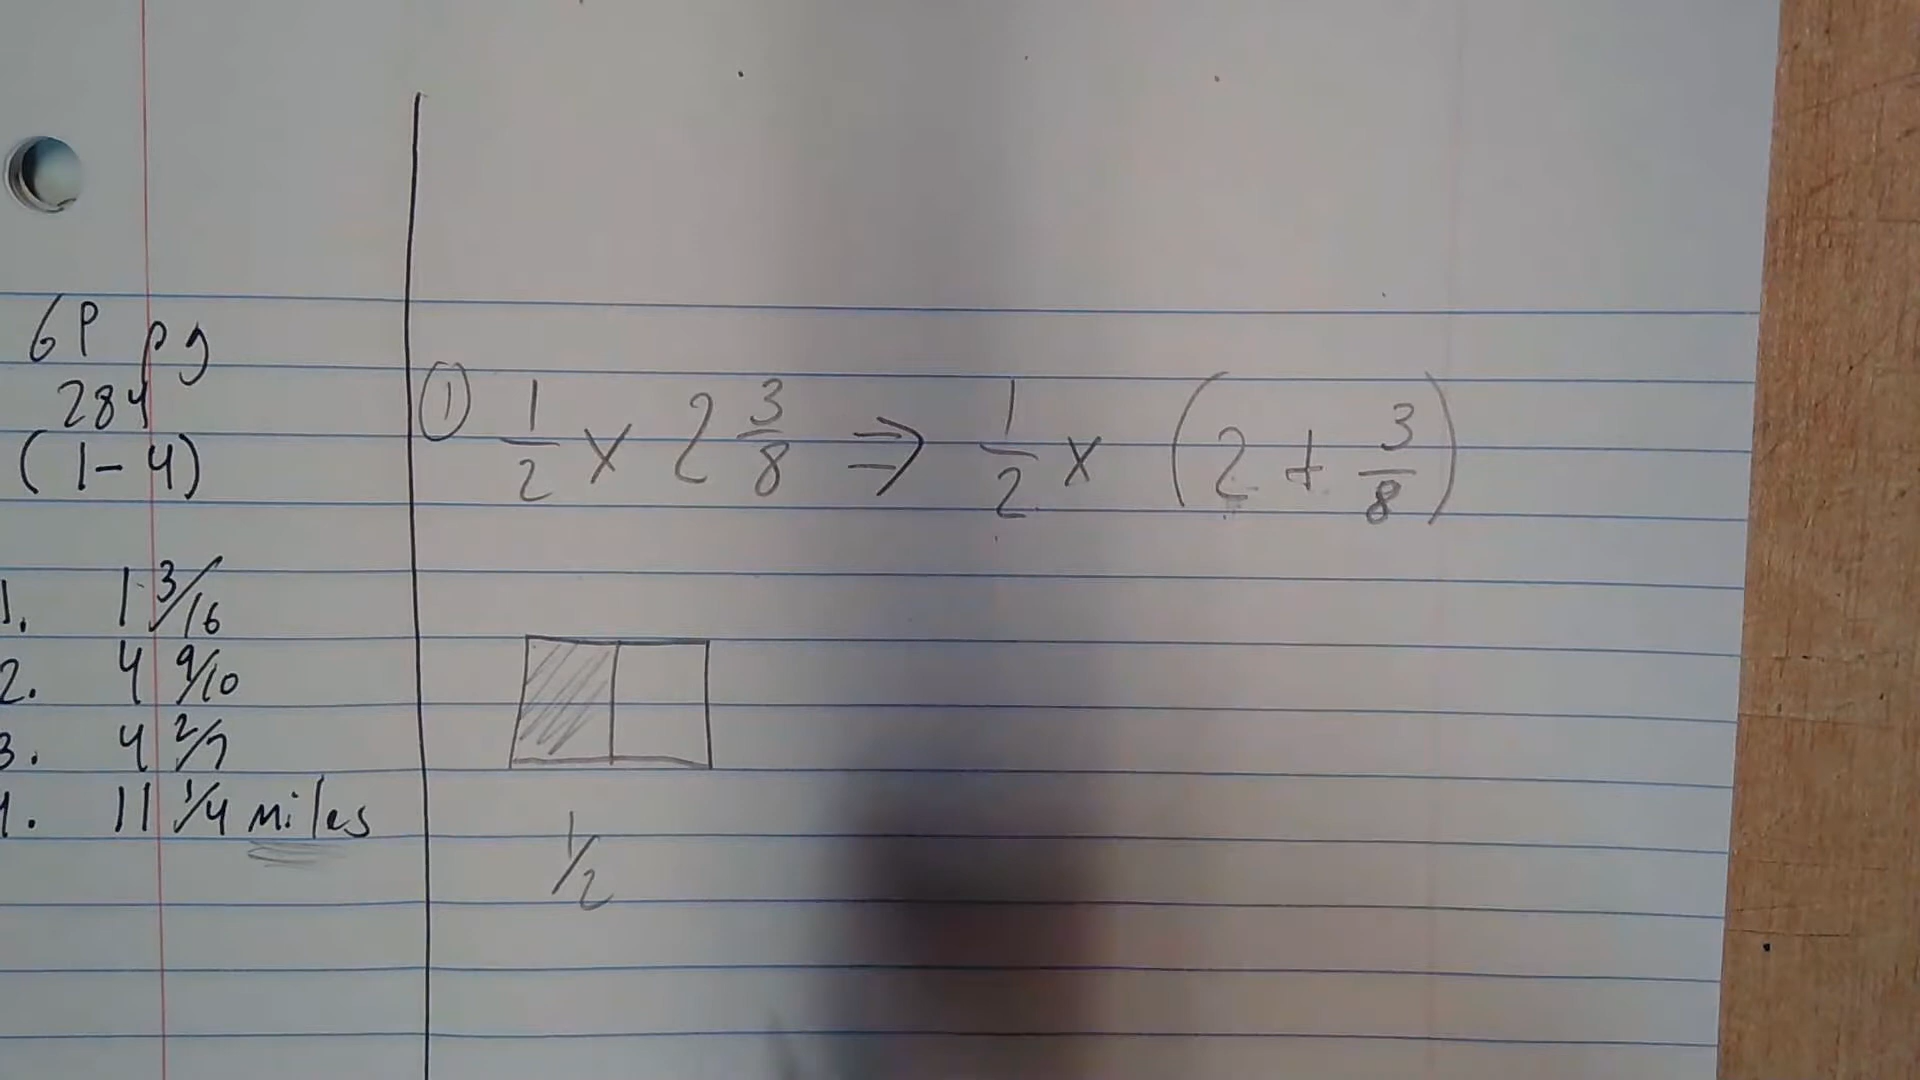 GP pg
284
(1-4)
1. 1 3/16
2. 4 9/10
3. 4 2/7
4. 11 1/4 miles
① 1/2 x 2 3/8 ⇒ 1/2 x (2 + 3/8)
1/2